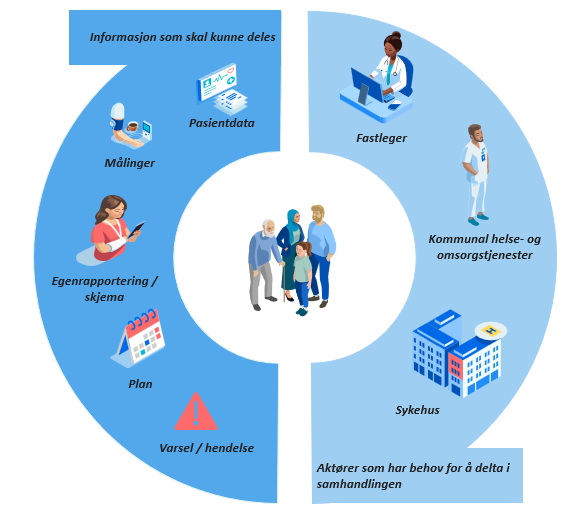 Informasjon som skal kunne deles
Pasientdata
Målinger
Egenrapportering /
skjema
Plan
Varsel / hendelse
Fastleger
Kommunal helse- og
omsorgstjenester
H
Sykehus
Aktører som har behov for å delta i
samhandlingen